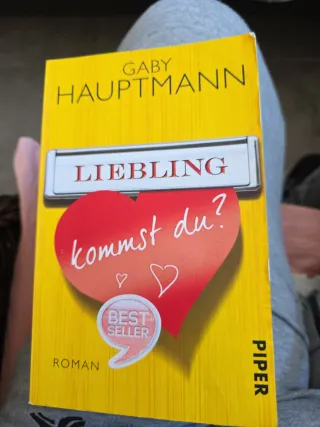 GABY
HAUPTMANN
LIEBLING
kommst du?
BEST
SELLER
ROMAN
PIPER